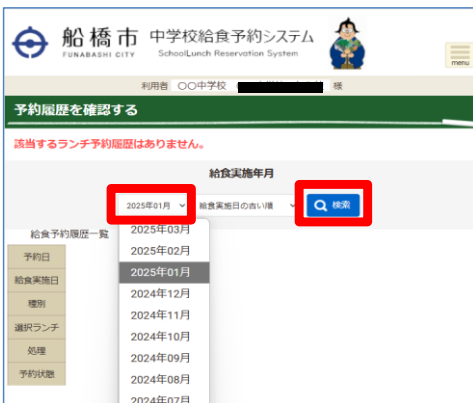 船橋市 中学校給食予約システム
FUNABASHI CITY SchoolLunch Reservation System
menu
利用者 〇〇中学校 様
予約履歴を確認する
該当するランチ予約履歴はありません。
給食実施年月
2025年01月 給食実施日の古い順 検索
給食予約履歴一覧
2025年03月
2025年02月
2025年01月
2024年12月
2024年11月
2024年10月
2024年09月
2024年08月
2024年07月
予約日
給食実施日
種別
選択ランチ
処理
予約状態